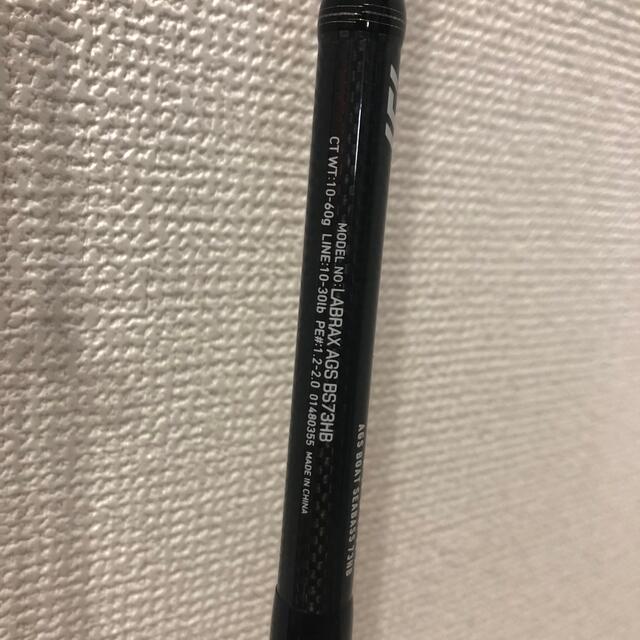 MODEL NO:LABRAX AGS BS73HB
CT WT:10-60g LINE:10-30lb PE#:1.2-2.0 01480355 MADE IN CHINA
AGS BOAT SEABASS 73HB